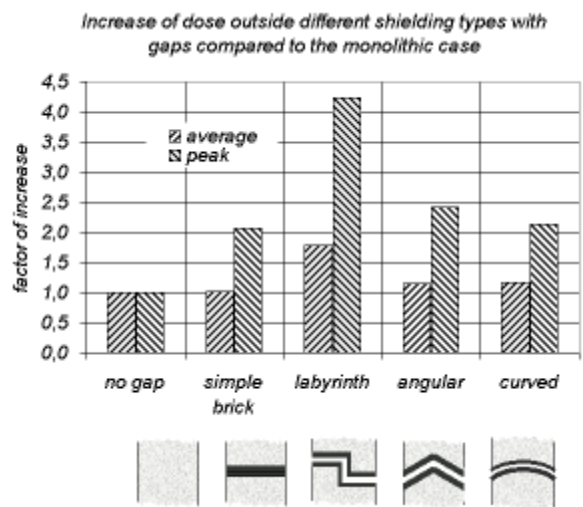 Increase of dose outside different shielding types with
gaps compared to the monolithic case
4,5
4,0
3,5
3,0
2,5
2,0
1,5
1,0
0,5
0,0
factor of increase
average
peak
no gap
simple
brick
labyrinth
angular
curved